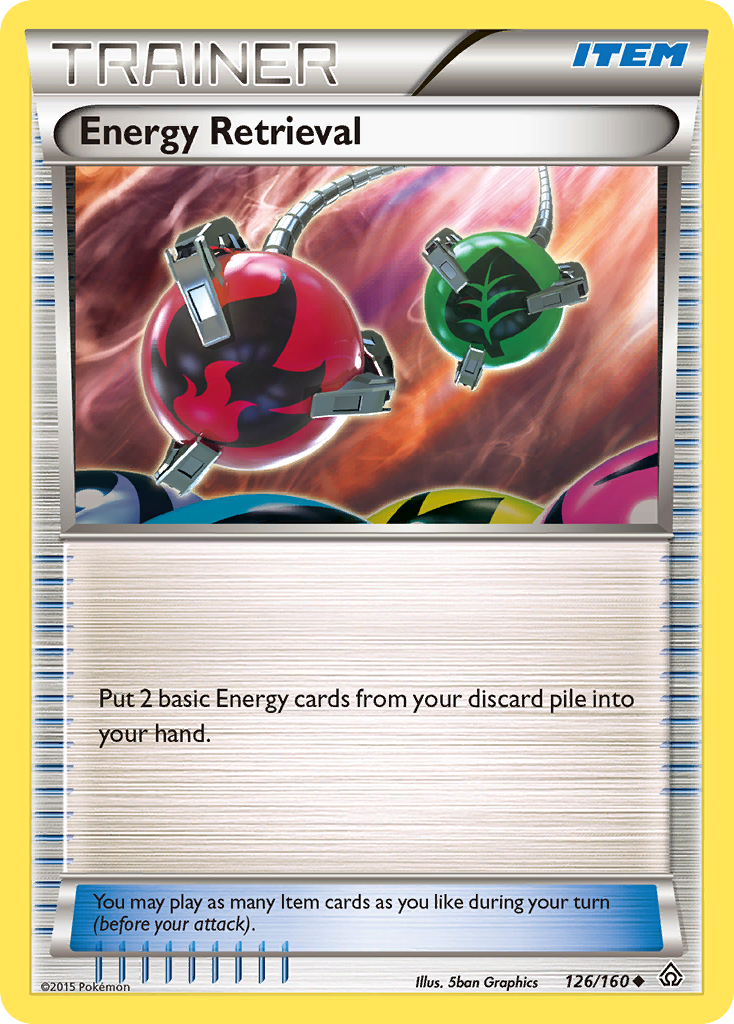 TRAINER
ITEM
Energy Retrieval
Put 2 basic Energy cards from your discard pile into
your hand.
You may play as many Item cards as you like during your turn
(before your attack).
©2015 Pokémon
Illus. 5ban Graphics
126/160